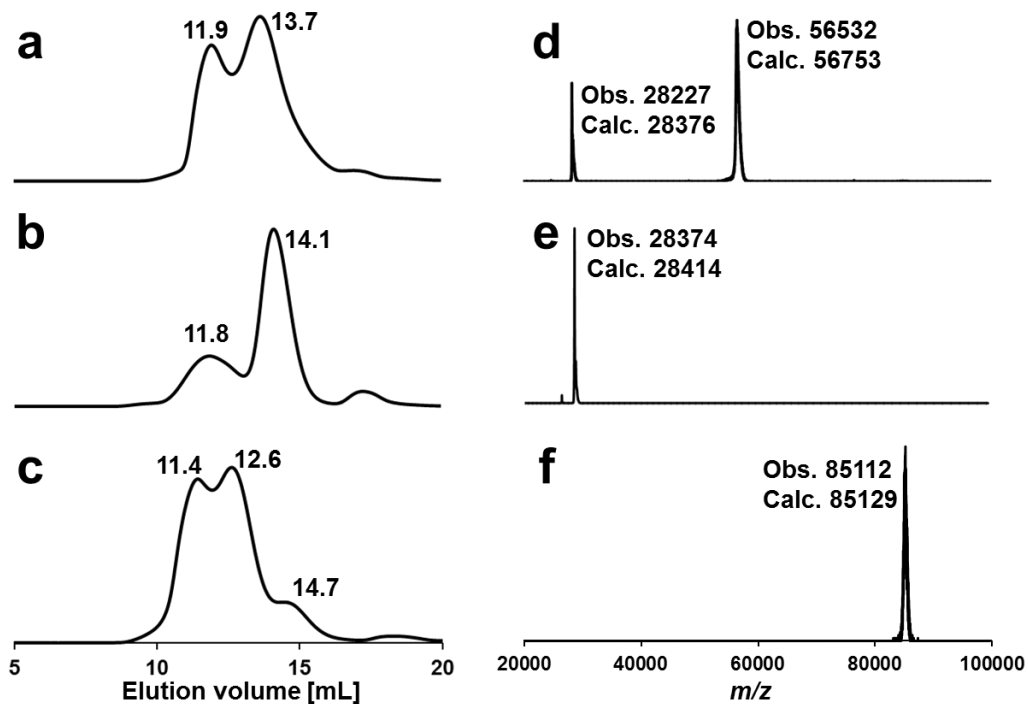 a
11.9
13.7
d
Obs. 56532
Calc. 56753
Obs. 28227
Calc. 28376
b
14.1
11.8
e
Obs. 28374
Calc. 28414
c
11.4
12.6
14.7
f
Obs. 85112
Calc. 85129
5 10 15 20
Elution volume [mL]
20000 40000 60000 80000 100000
m/z